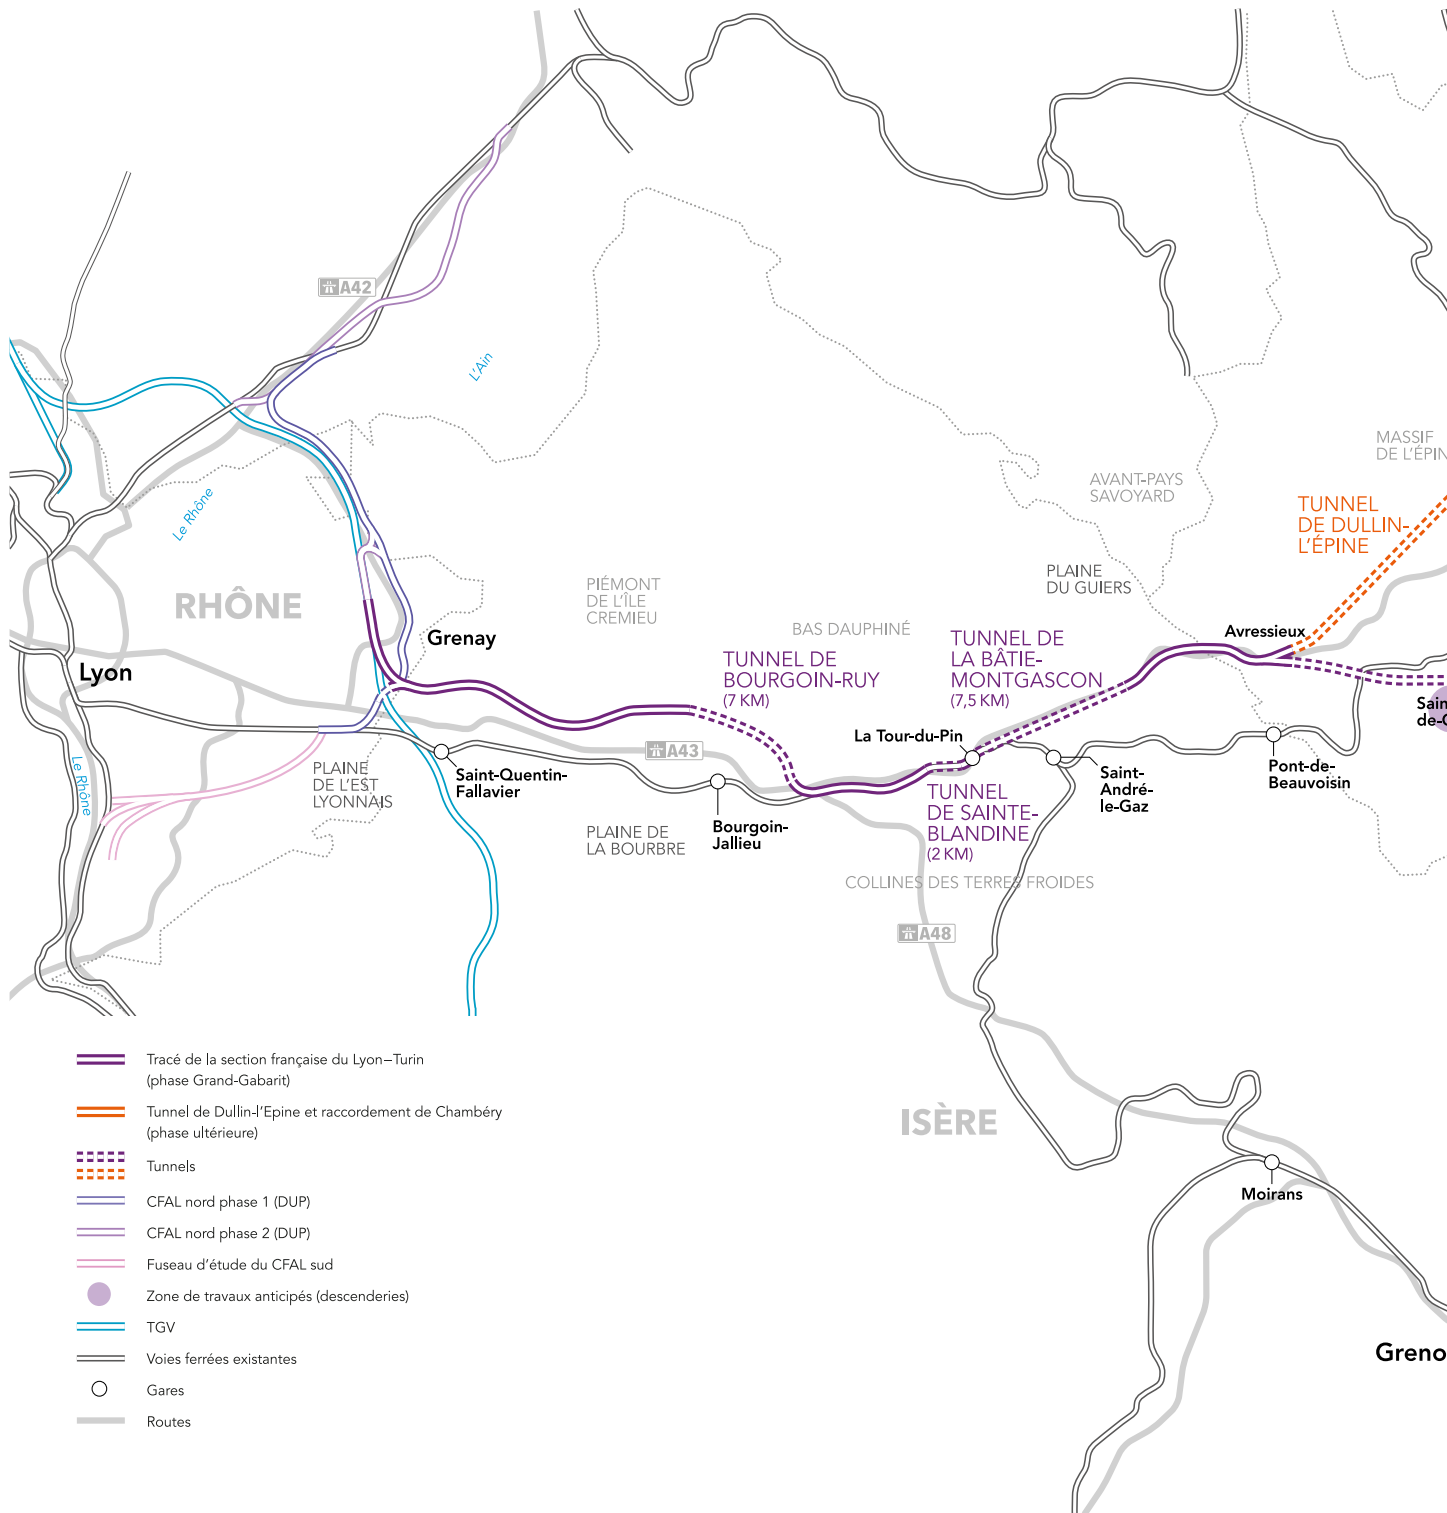 A42
L'Ain
Le Rhône
MASSIF
DE L'ÉPIN
AVANT-PAYS
SAVOYARD
TUNNEL
DE DULLIN-
L'ÉPINE
PLAINE
DU GUIERS
PIÉMONT
DE L'ÎLE
CREMIEU
RHÔNE
BAS DAUPHINÉ
Avressieux
Grenay
TUNNEL DE
LA BÂTIE-
MONTGASCON
(7,5 KM)
TUNNEL DE
BOURGOIN-RUY
(7 KM)
Lyon
Sain
de-G
La Tour-du-Pin
A43
Le Rhône
PLAINE
DE L'EST
LYONNAIS
Saint-Quentin-
Fallavier
Saint-
André-
le-Gaz
Pont-de-
Beauvoisin
TUNNEL
DE SAINTE-
BLANDINE
(2 KM)
Bourgoin-
Jallieu
PLAINE DE
LA BOURBRE
COLLINES DES TERRES FROIDES
A48
Tracé de la section française du Lyon–Turin
(phase Grand-Gabarit)
Tunnel de Dullin-l'Epine et raccordement de Chambéry
(phase ultérieure)
Tunnels
CFAL nord phase 1 (DUP)
CFAL nord phase 2 (DUP)
Fuseau d'étude du CFAL sud
Zone de travaux anticipés (descenderies)
TGV
Voies ferrées existantes
Gares
Routes
ISÈRE
Moirans
Greno